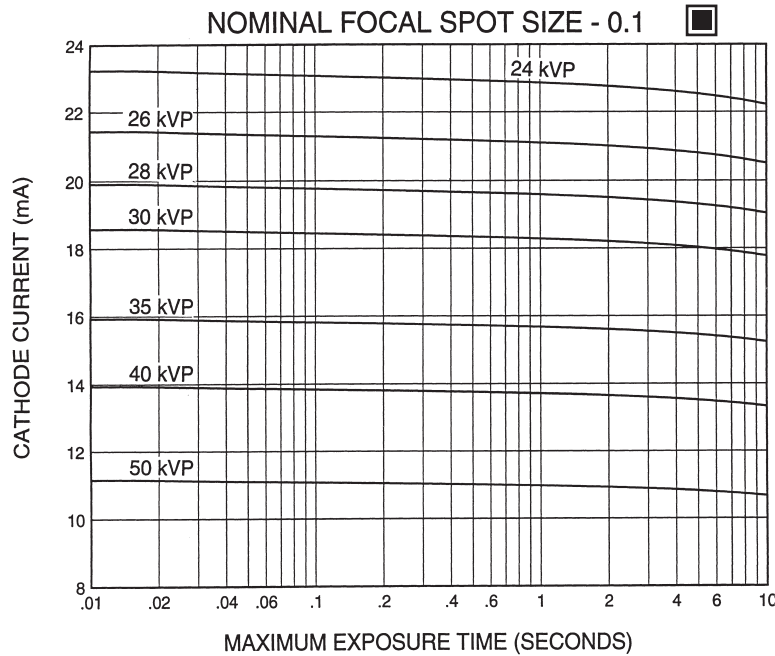 NOMINAL FOCAL SPOT SIZE - 0.1
24
24 kVP
22
26 kVP
28 kVP
20
30 kVP
18
35 kVP
16
40 kVP
14
12
50 kVP
10
8
CATHODE CURRENT (mA)
.01 .02 .04 .06 .1 .2 .4 .6 1 2 4 6 10
MAXIMUM EXPOSURE TIME (SECONDS)